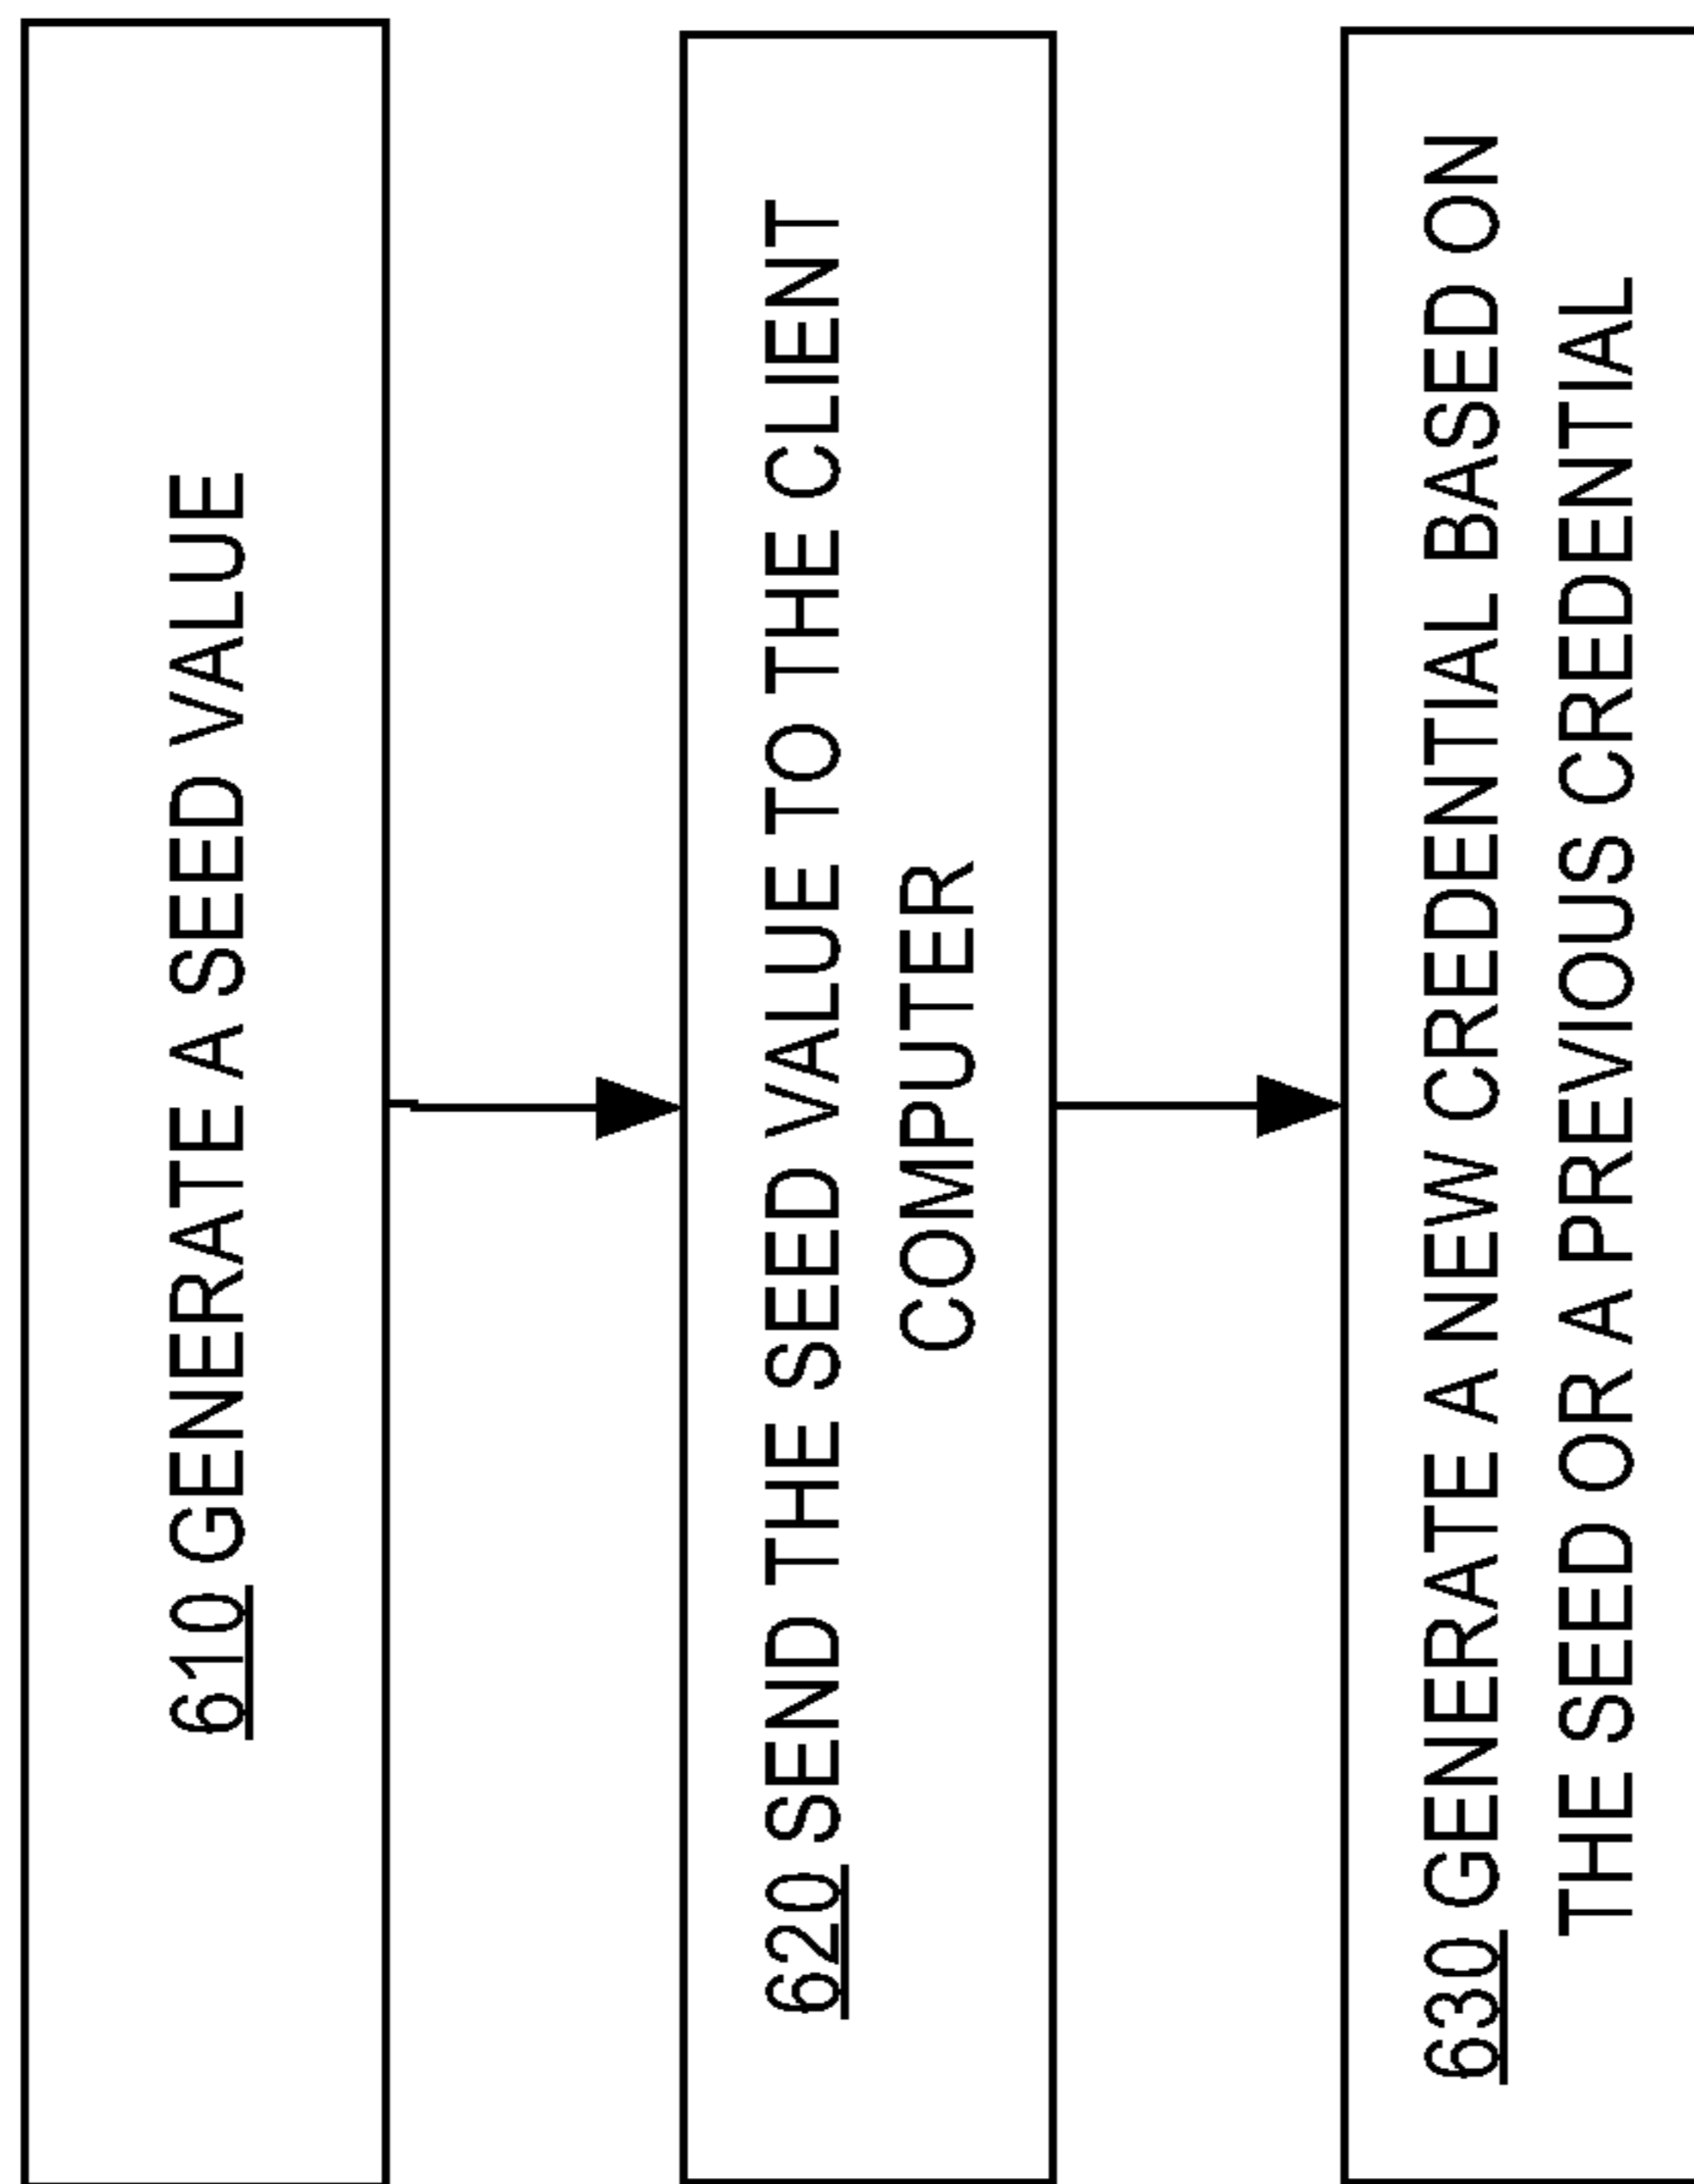 610 GENERATE A SEED VALUE
620 SEND THE SEED VALUE TO THE CLIENT
COMPUTER
630 GENERATE A NEW CREDENTIAL BASED ON
THE SEED OR A PREVIOUS CREDENTIAL